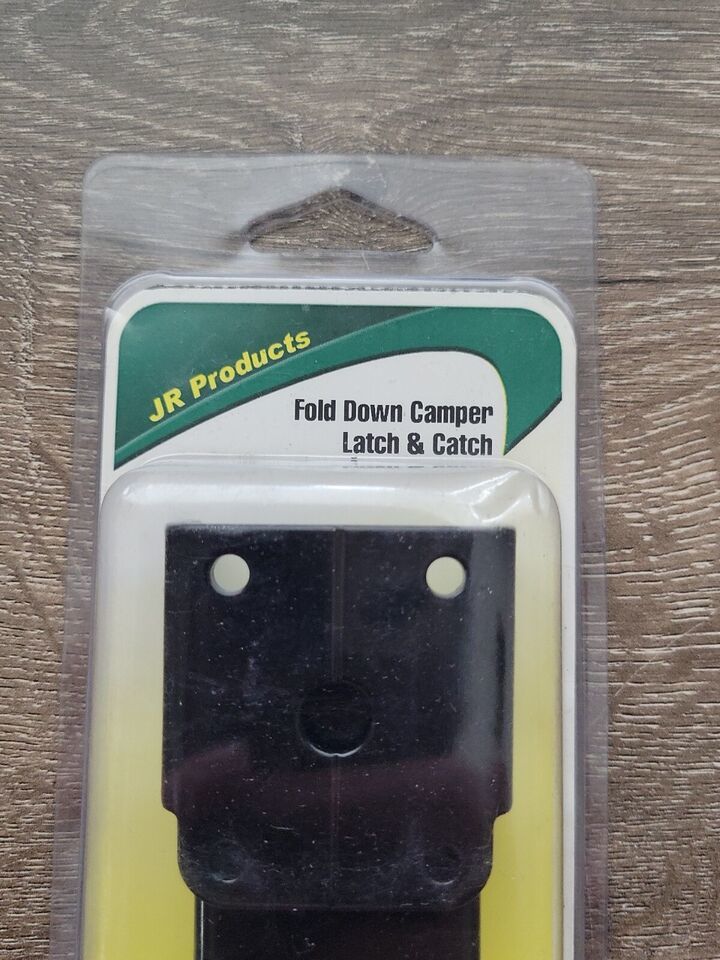 JR Products
Fold Down Camper
Latch & Catch